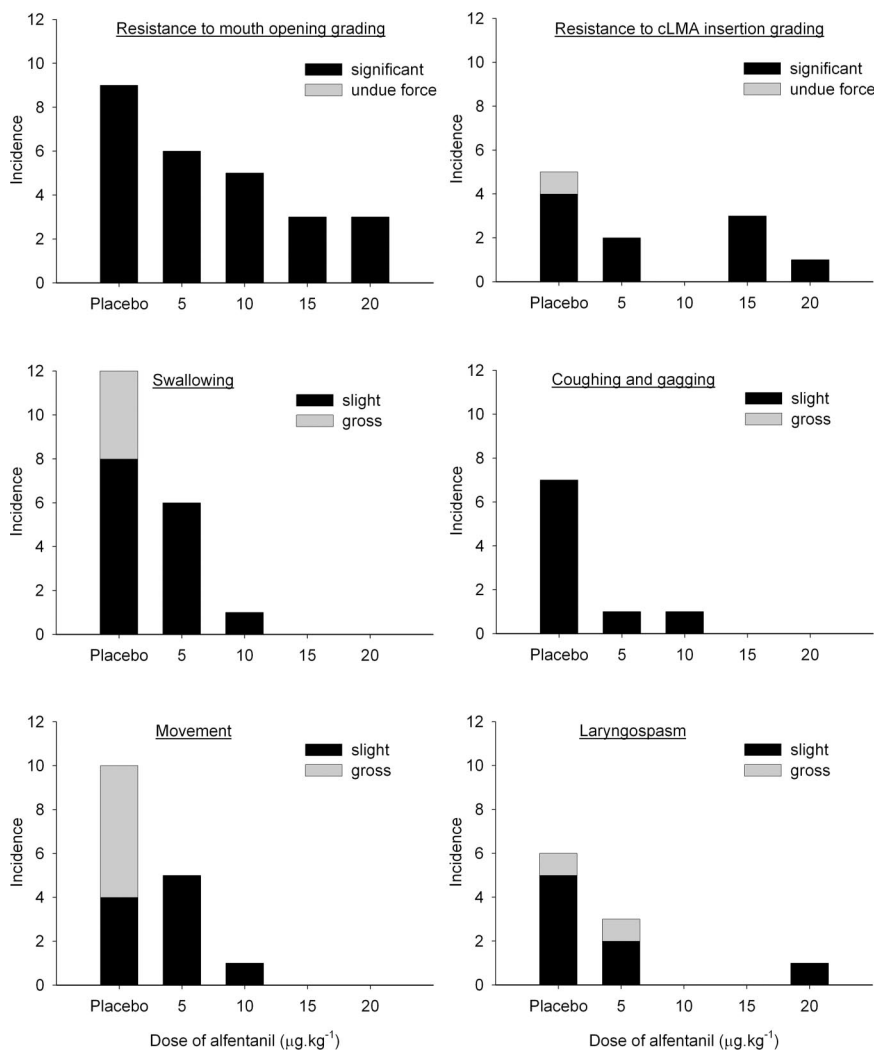 Resistance to mouth opening grading
significant
undue force
Incidence
12
10
8
6
4
2
0
Placebo 5 10 15 20
Resistance to cLMA insertion grading
significant
undue force
Incidence
12
10
8
6
4
2
0
Placebo 5 10 15 20
Swallowing
slight
gross
Incidence
12
10
8
6
4
2
0
Placebo 5 10 15 20
Coughing and gagging
slight
gross
Incidence
12
10
8
6
4
2
0
Placebo 5 10 15 20
Movement
slight
gross
Incidence
12
10
8
6
4
2
0
Placebo 5 10 15 20
Dose of alfentanil (μg.kg⁻¹)
Laryngospasm
slight
gross
Incidence
12
10
8
6
4
2
0
Placebo 5 10 15 20
Dose of alfentanil (μg.kg⁻¹)